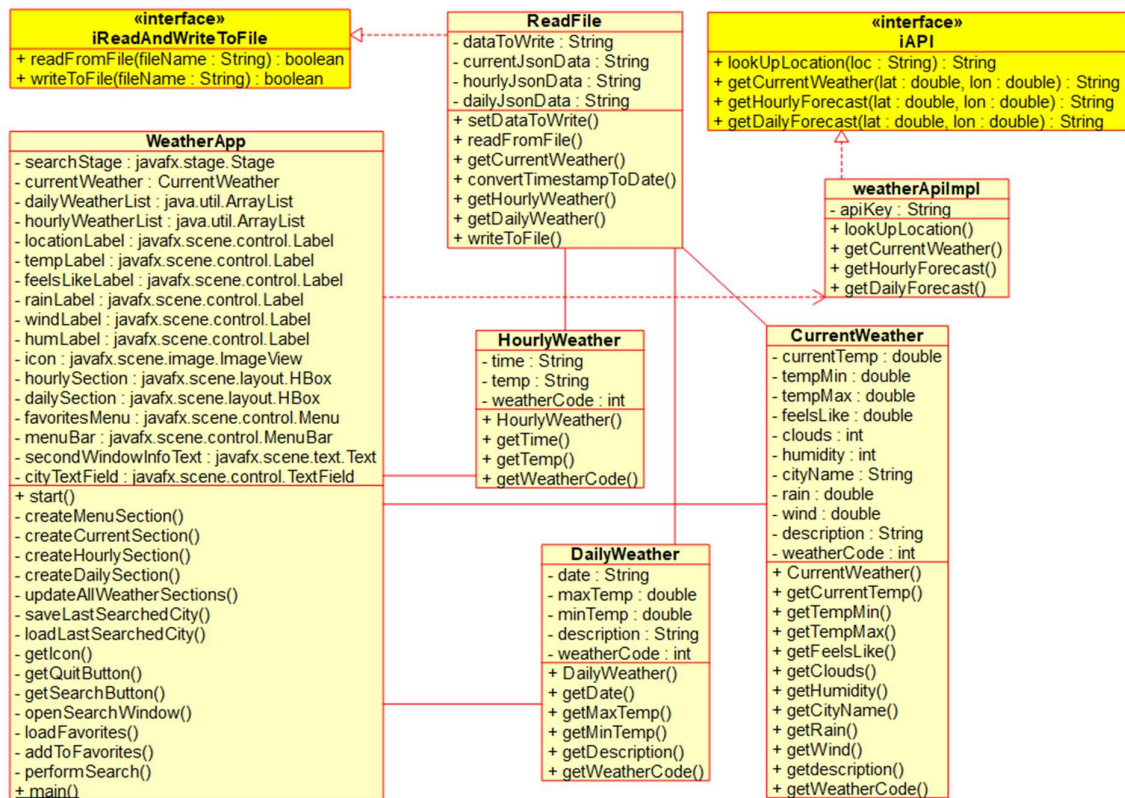 «interface»
iReadAndWriteToFile
+ readFromFile(fileName : String) : boolean
+ writeToFile(fileName : String) : boolean
ReadFile
- dataToWrite : String
- currentJsonData : String
- hourlyJsonData : String
- dailyJsonData : String
+ setDataToWrite()
+ readFromFile()
+ getCurrentWeather()
+ convertTimestampToDate()
+ getHourlyWeather()
+ getDailyWeather()
+ writeToFile()
«interface»
iAPI
+ lookUpLocation(loc : String) : String
+ getCurrentWeather(lat : double, lon : double) : String
+ getHourlyForecast(lat : double, lon : double) : String
+ getDailyForecast(lat : double, lon : double) : String
WeatherApp
- searchStage : javafx.stage.Stage
- currentWeather : CurrentWeather
- dailyWeatherList : java.util.ArrayList
- hourlyWeatherList : java.util.ArrayList
- locationLabel : javafx.scene.control.Label
- tempLabel : javafx.scene.control.Label
- feelsLikeLabel : javafx.scene.control.Label
- rainLabel : javafx.scene.control.Label
- windLabel : javafx.scene.control.Label
- humLabel : javafx.scene.control.Label
- icon : javafx.scene.image.ImageView
- hourlySection : javafx.scene.layout.HBox
- dailySection : javafx.scene.layout.HBox
- favoritesMenu : javafx.scene.control.Menu
- menuBar : javafx.scene.control.MenuBar
- secondWindowInfoText : javafx.scene.text.Text
- cityTextField : javafx.scene.control.TextField
+ start()
- createMenuSection()
- createCurrentSection()
- createHourlySection()
- createDailySection()
- updateAllWeatherSections()
- saveLastSearchedCity()
- loadLastSearchedCity()
- getIcon()
- getQuitButton()
- getSearchButton()
- openSearchWindow()
- loadFavorites()
- addToFavorites()
- performSearch()
+ main()
weatherApiImpl
- apiKey : String
+ lookUpLocation()
+ getCurrentWeather()
+ getHourlyForecast()
+ getDailyForecast()
HourlyWeather
- time : String
- temp : String
- weatherCode : int
+ HourlyWeather()
+ getTime()
+ getTemp()
+ getWeatherCode()
CurrentWeather
- currentTemp : double
- tempMin : double
- tempMax : double
- feelsLike : double
- clouds : int
- humidity : int
- cityName : String
- rain : double
- wind : double
- description : String
- weatherCode : int
+ CurrentWeather()
+ getCurrentTemp()
+ getTempMin()
+ getTempMax()
+ getFeelsLike()
+ getClouds()
+ getHumidity()
+ getCityName()
+ getRain()
+ getWind()
+ getdescription()
+ getWeatherCode()
DailyWeather
- date : String
- maxTemp : double
- minTemp : double
- description : String
- weatherCode : int
+ DailyWeather()
+ getDate()
+ getMaxTemp()
+ getMinTemp()
+ getDescription()
+ getWeatherCode()